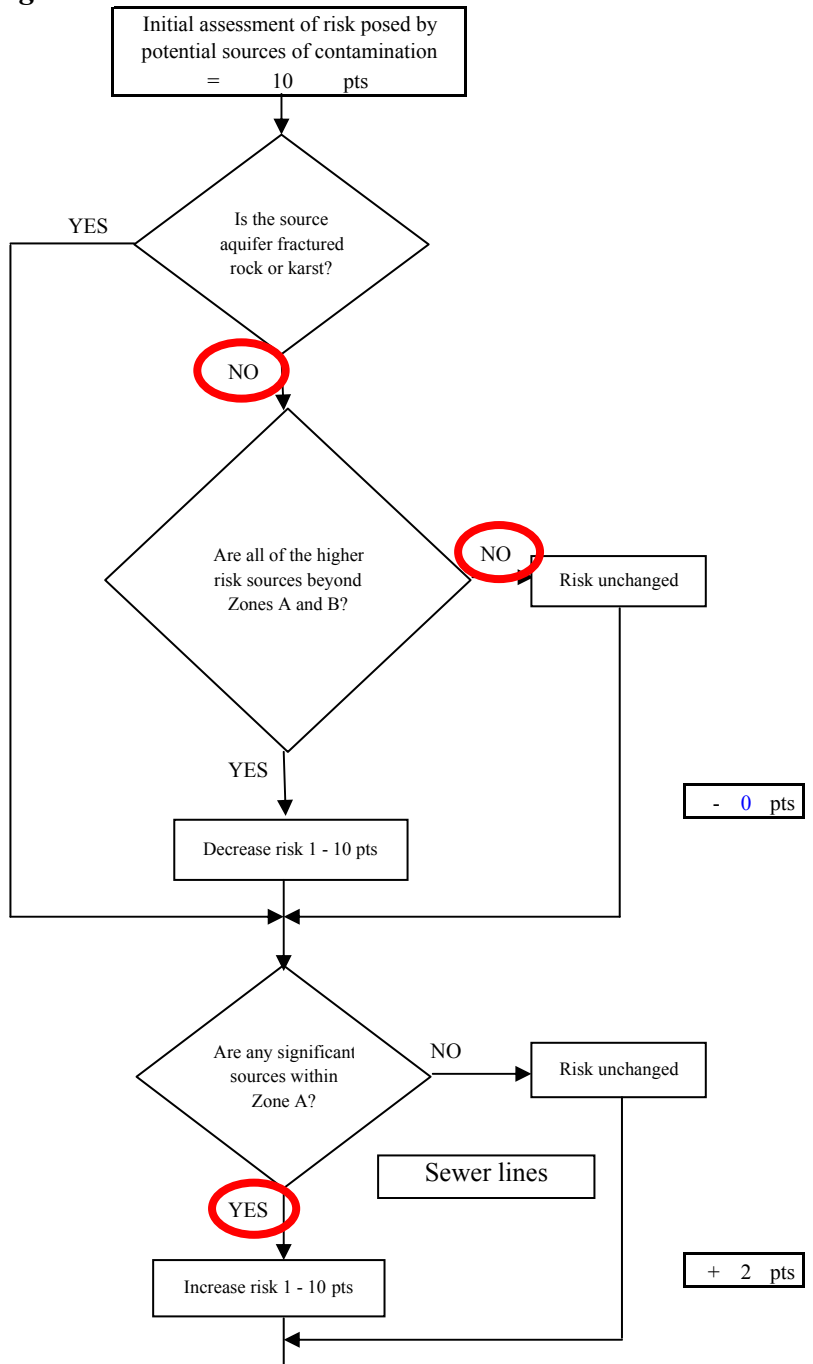 g
Initial assessment of risk posed by
potential sources of contamination
= 10 pts
YES
Is the source
aquifer fractured
rock or karst?
NO
Are all of the higher
risk sources beyond
Zones A and B?
NO
Risk unchanged
YES
- 0 pts
Decrease risk 1 - 10 pts
Are any significant
sources within
Zone A?
NO
Risk unchanged
Sewer lines
YES
+ 2 pts
Increase risk 1 - 10 pts